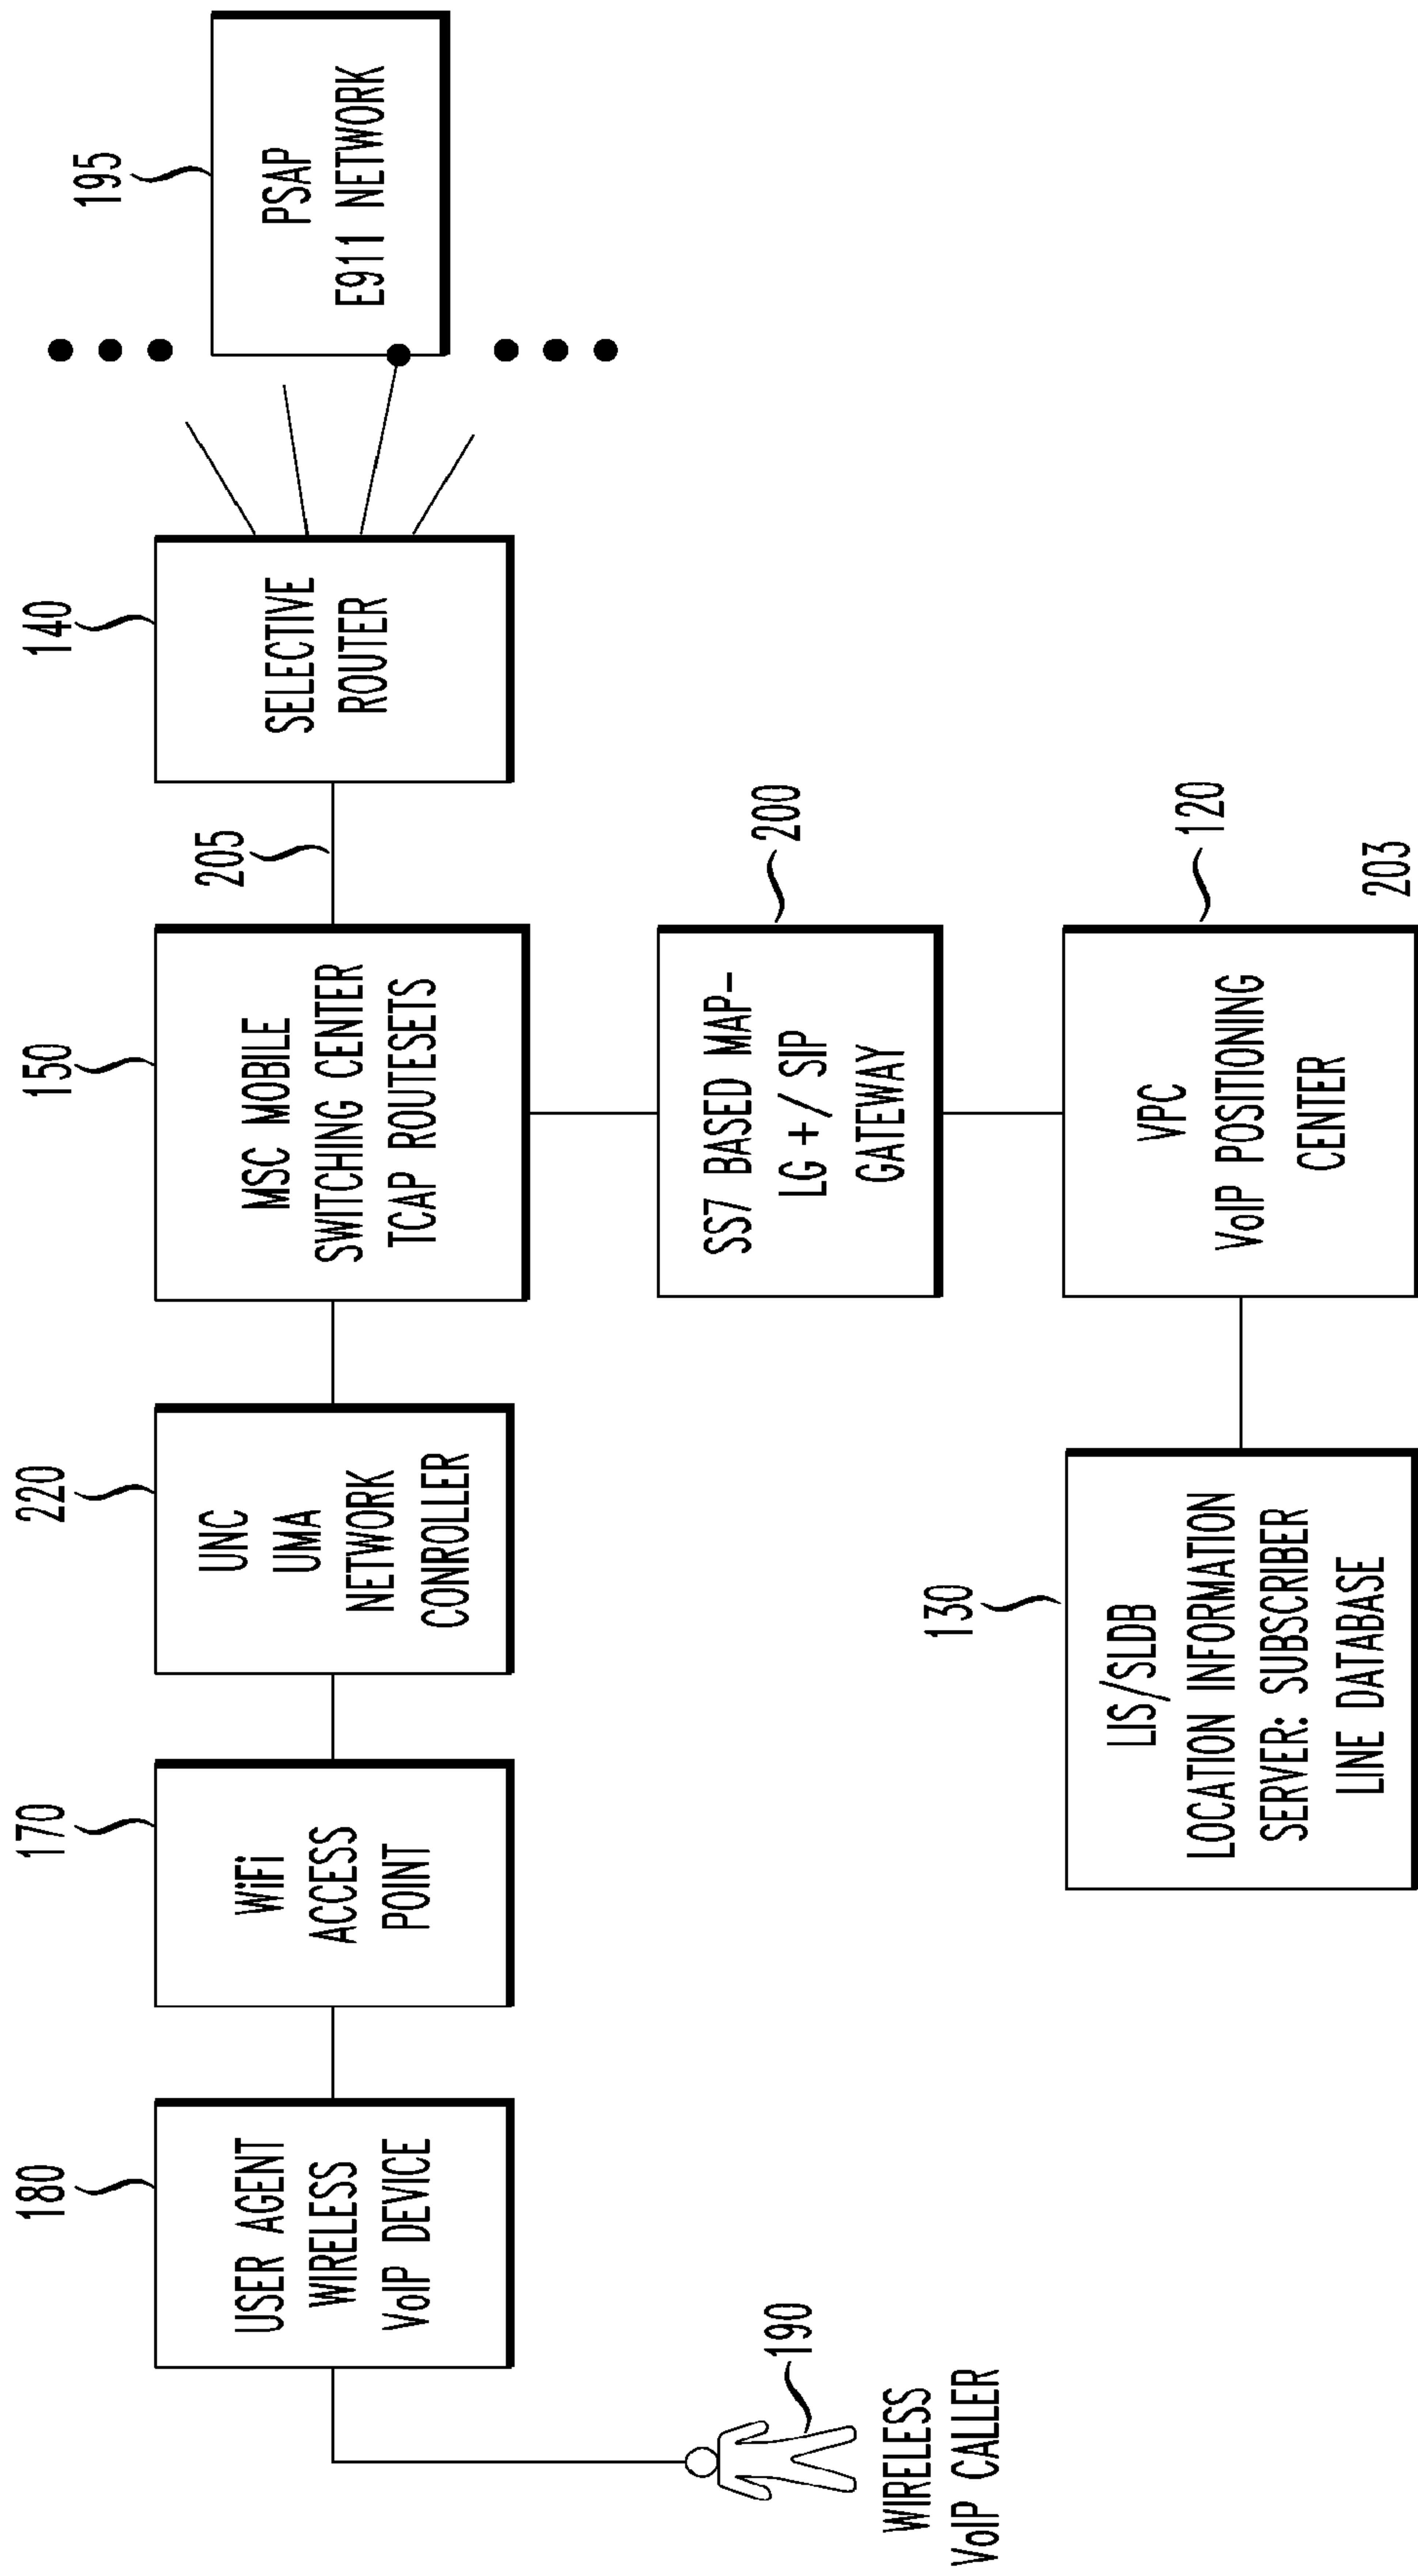 180
USER AGENT
WIRELESS
VoIP DEVICE
170
WiFi
ACCESS
POINT
220
UNC
UMA
NETWORK
CONROLLER
150
MSC MOBILE
SWITCHING CENTER
TCAP ROUTESETS
205
140
SELECTIVE
ROUTER
195
PSAP
E911 NETWORK
190
WIRELESS
VoIP CALLER
200
SS7 BASED MAP-
LG +/ SIP
GATEWAY
130
LIS/SLDB
LOCATION INFORMATION
SERVER: SUBSCRIBER
LINE DATABASE
120
VPC
VoIP POSITIONING
CENTER
203